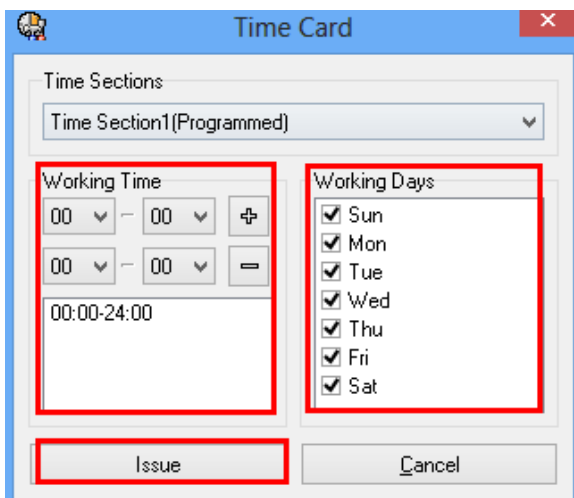 Time Card
Time Sections
Time Section1(Programmed)
Working Time
00 - 00
00 - 00
00:00-24:00
Working Days
Sun
Mon
Tue
Wed
Thu
Fri
Sat
Issue
Cancel